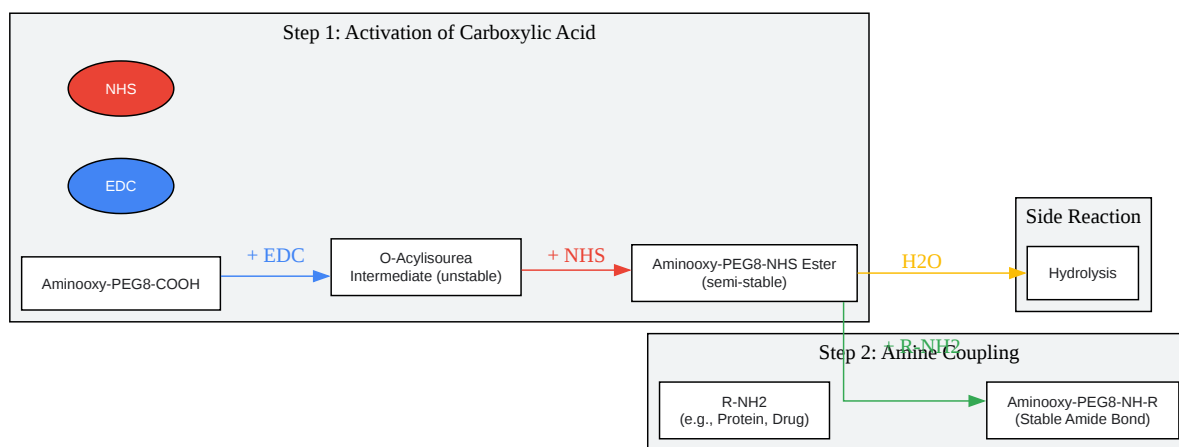 Step 1: Activation of Carboxylic Acid
NHS
EDC
Aminooxy-PEG8-COOH
+ EDC
O-Acylisourea
Intermediate (unstable)
+ NHS
Aminooxy-PEG8-NHS Ester
(semi-stable)
H2O
Side Reaction
Hydrolysis
+ R-NH2
Step 2: Amine Coupling
R-NH2
(e.g., Protein, Drug)
Aminooxy-PEG8-NH-R
(Stable Amide Bond)